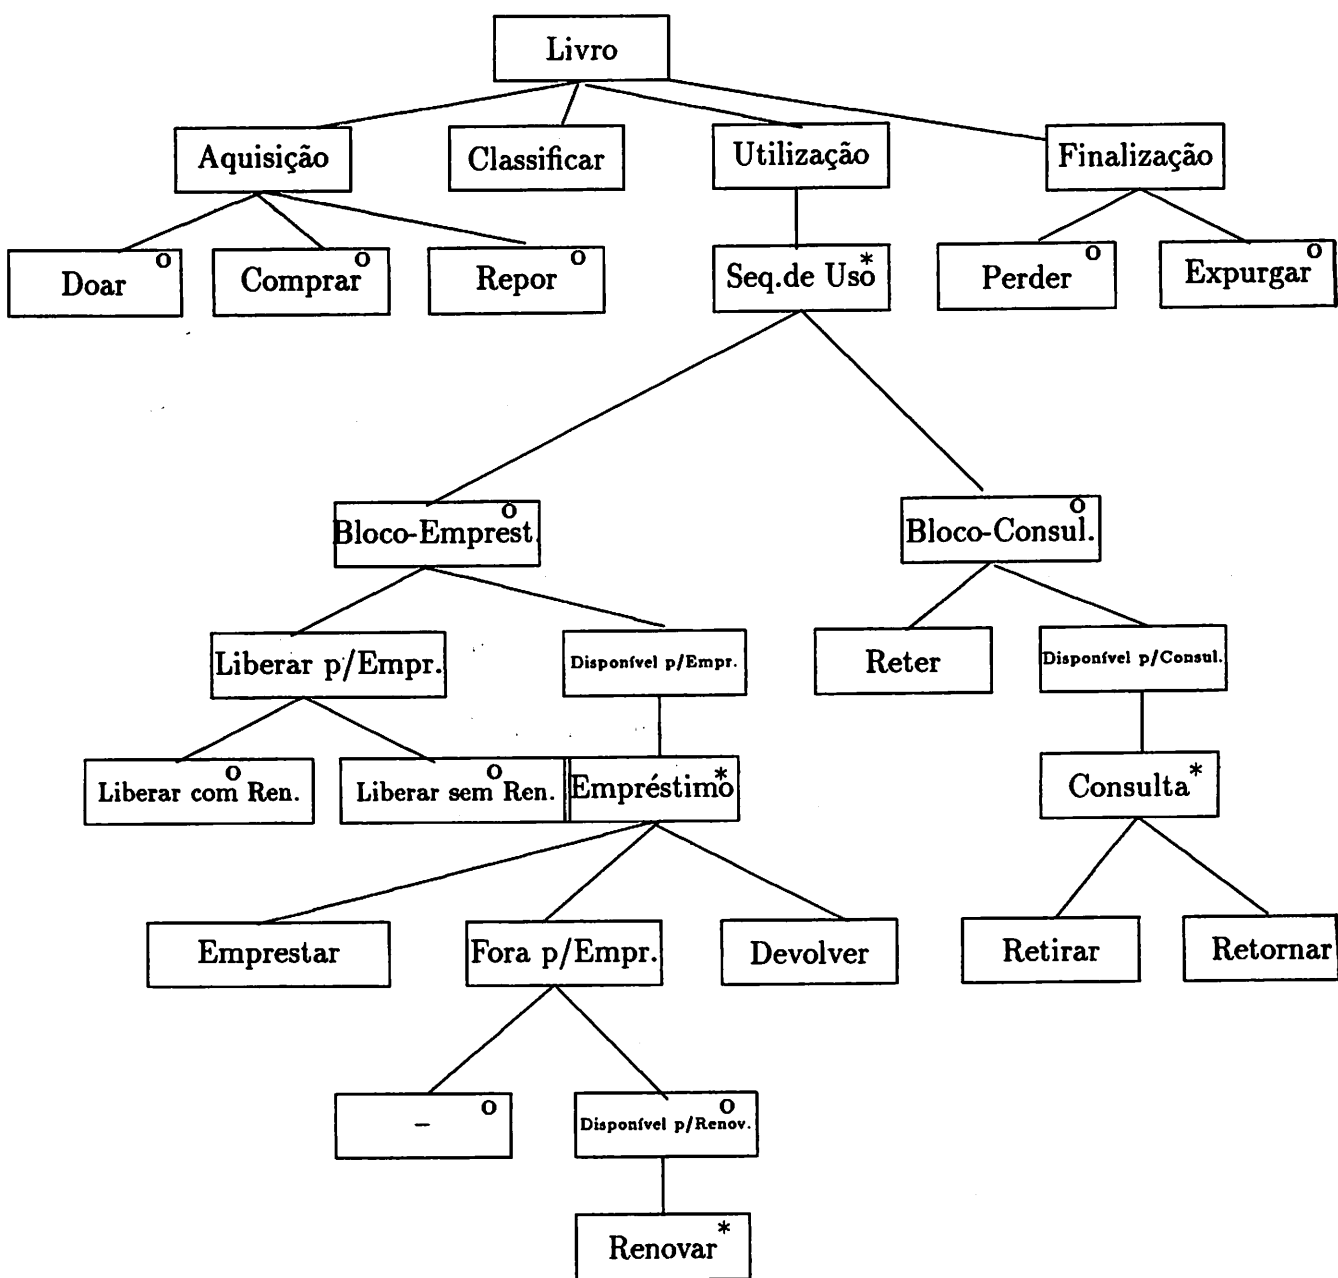 Livro
Aquisição
Classificar
Utilização
Finalização
Doar o
Comprar o
Repor o
Seq.de Uso *
Perder o
Expurgar o
Bloco-Emprest. o
Bloco-Consul. o
Liberar p/Empr.
Disponível p/Empr.
Reter
Disponível p/Consul.
Liberar com Ren. o
Liberar sem Ren. o
Empréstimo *
Consulta *
Emprestar
Fora p/Empr.
Devolver
Retirar
Retornar
– o
Disponível p/Renov. o
Renovar *